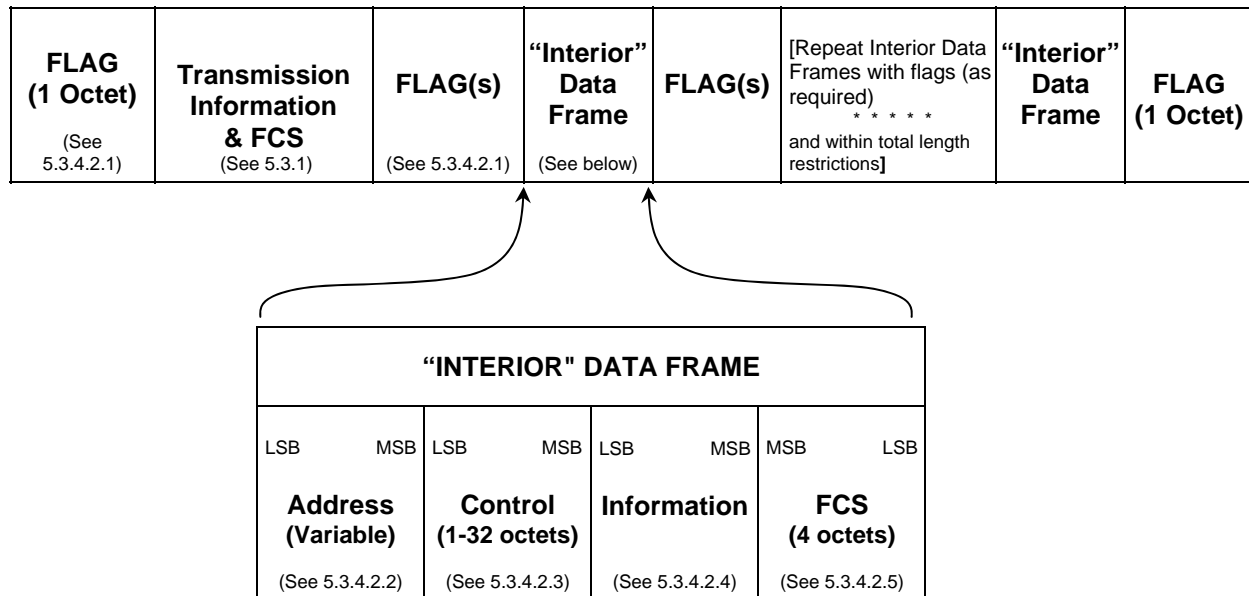 FLAG
(1 Octet)
(See
5.3.4.2.1)
Transmission
Information
& FCS
(See 5.3.1)
FLAG(s)
(See 5.3.4.2.1)
“Interior”
Data
Frame
(See below)
FLAG(s)
[Repeat Interior Data
Frames with flags (as
required)
* * * * *
and within total length
restrictions]
“Interior”
Data
Frame
FLAG
(1 Octet)
“INTERIOR" DATA FRAME
LSB MSB
Address
(Variable)
(See 5.3.4.2.2)
LSB MSB
Control
(1-32 octets)
(See 5.3.4.2.3)
LSB MSB
Information
(See 5.3.4.2.4)
MSB LSB
FCS
(4 octets)
(See 5.3.4.2.5)